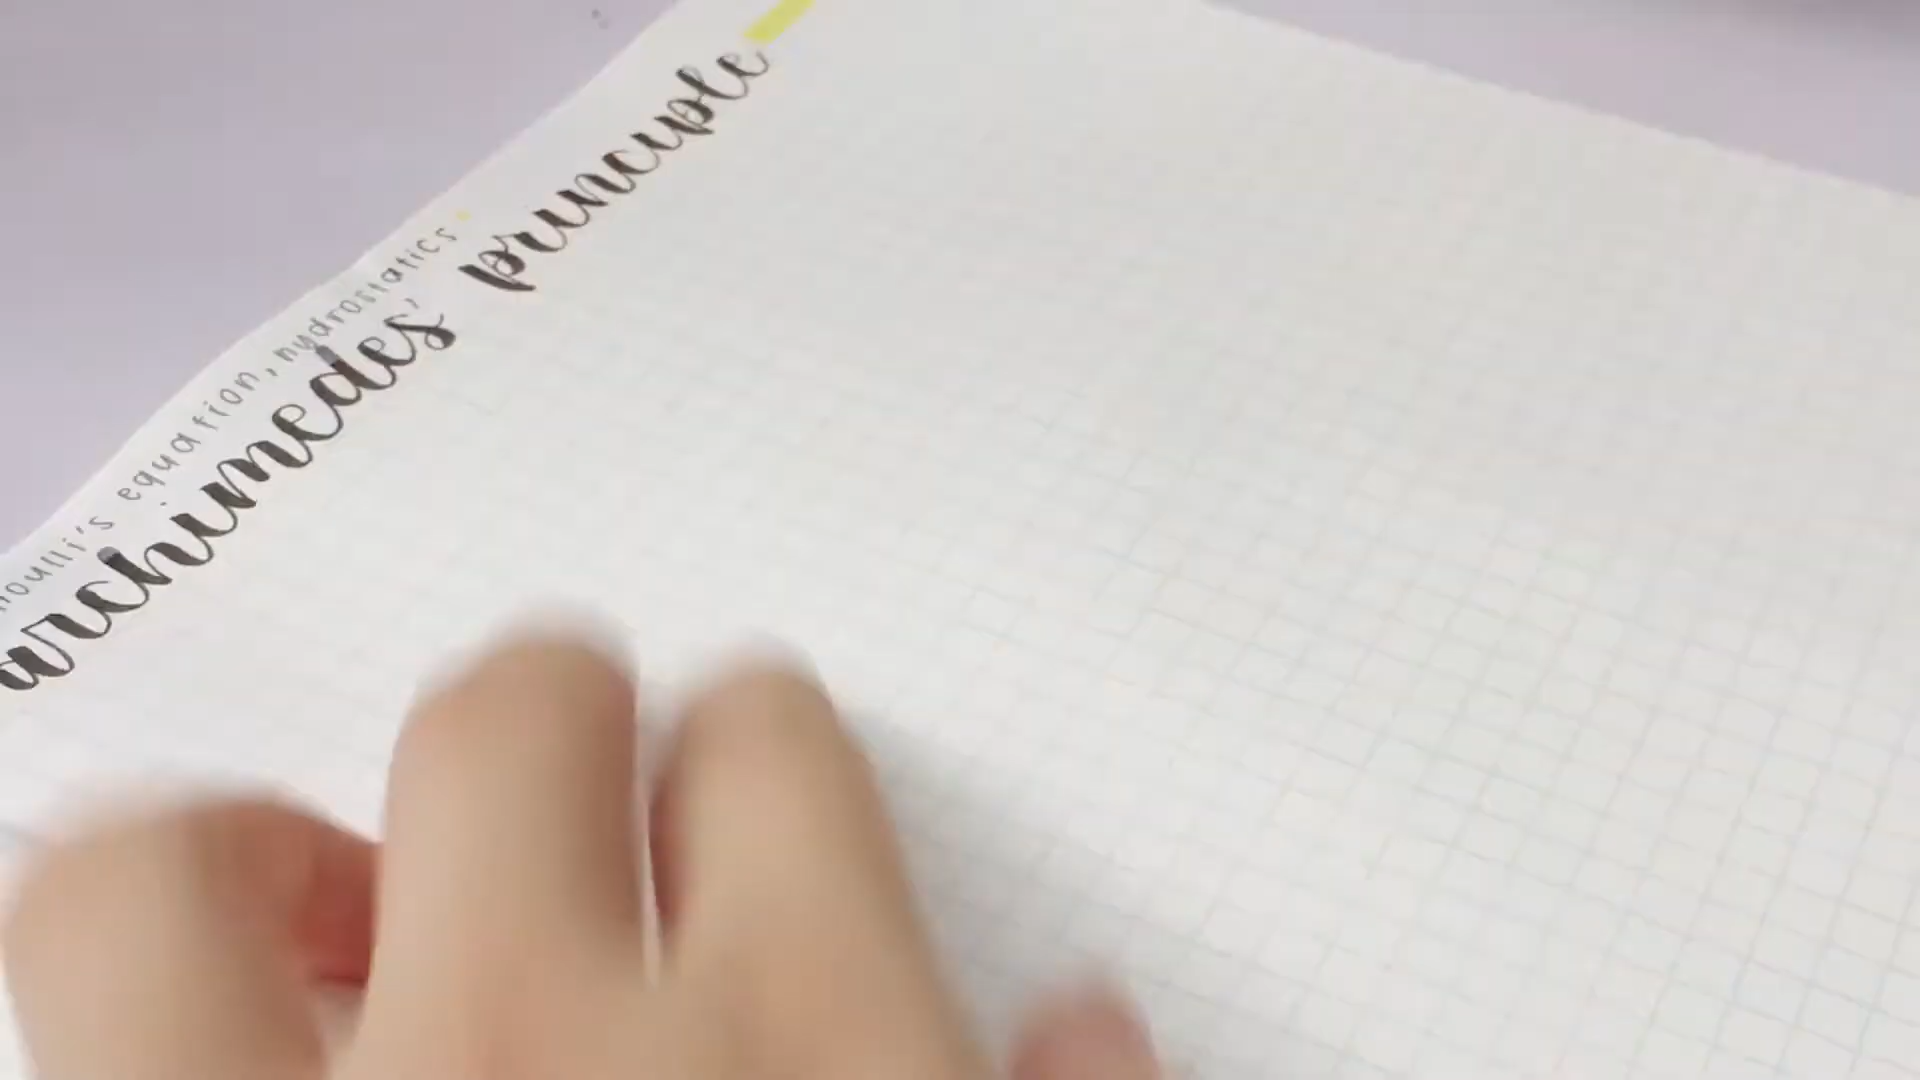 equation, hydrostatics
archimedes' principle